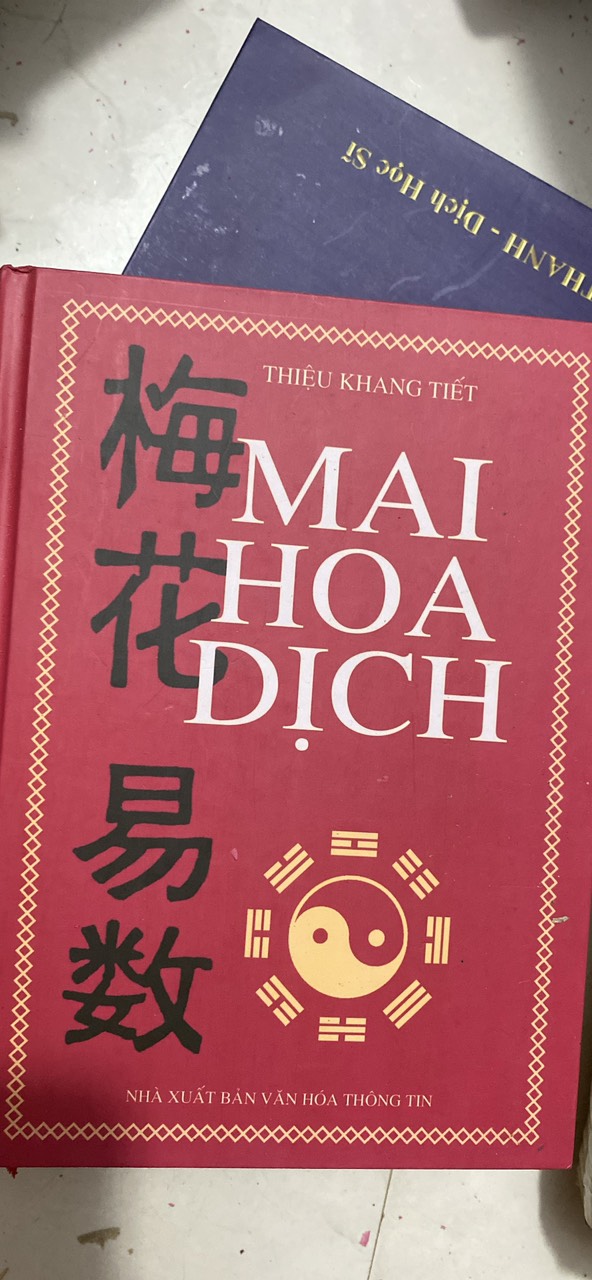 THANH - Dịch Học Sĩ
THIỆU KHANG TIẾT
梅花易数
MAI
HOA
DỊCH
NHÀ XUẤT BẢN VĂN HÓA THÔNG TIN